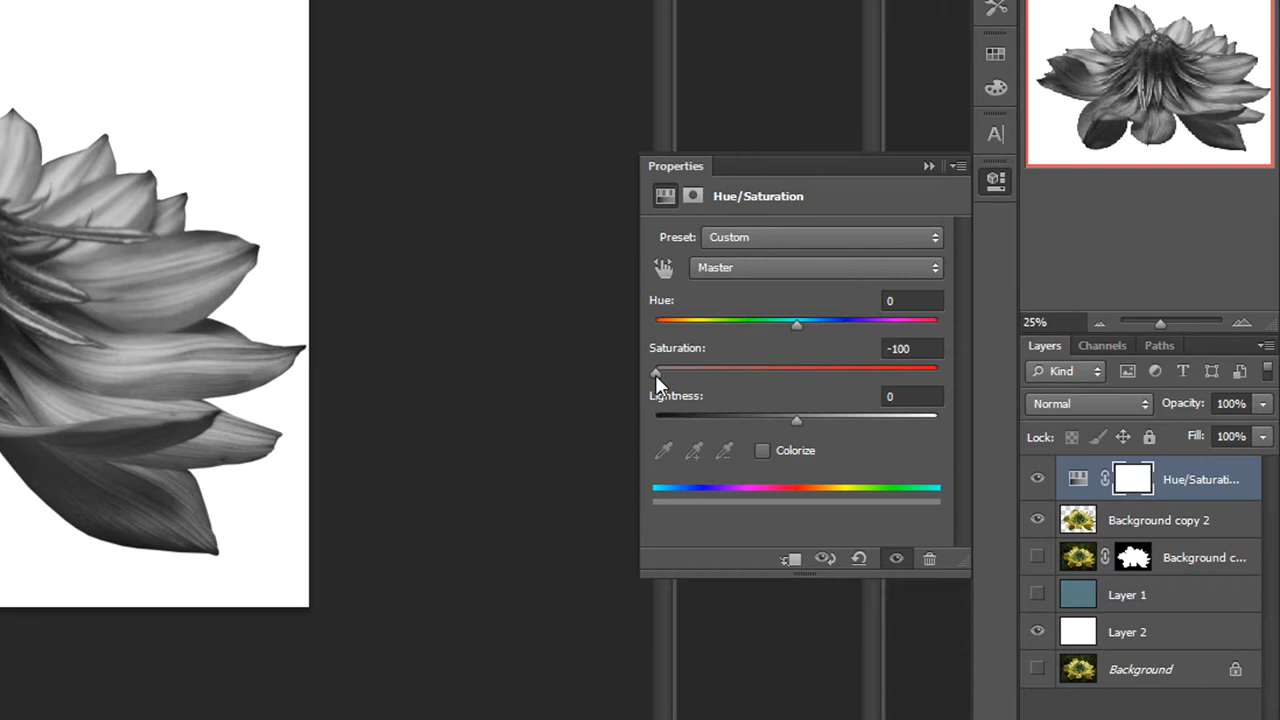 A|
Properties
Hue/Saturation
Preset: Custom
Master
Hue: 0
Saturation: -100
Lightness: 0
Colorize
25%
Layers Channels Paths
Kind T
Normal Opacity: 100%
Lock: Fill: 100%
Hue/Saturati...
Background copy 2
Background c...
Layer 1
Layer 2
Background